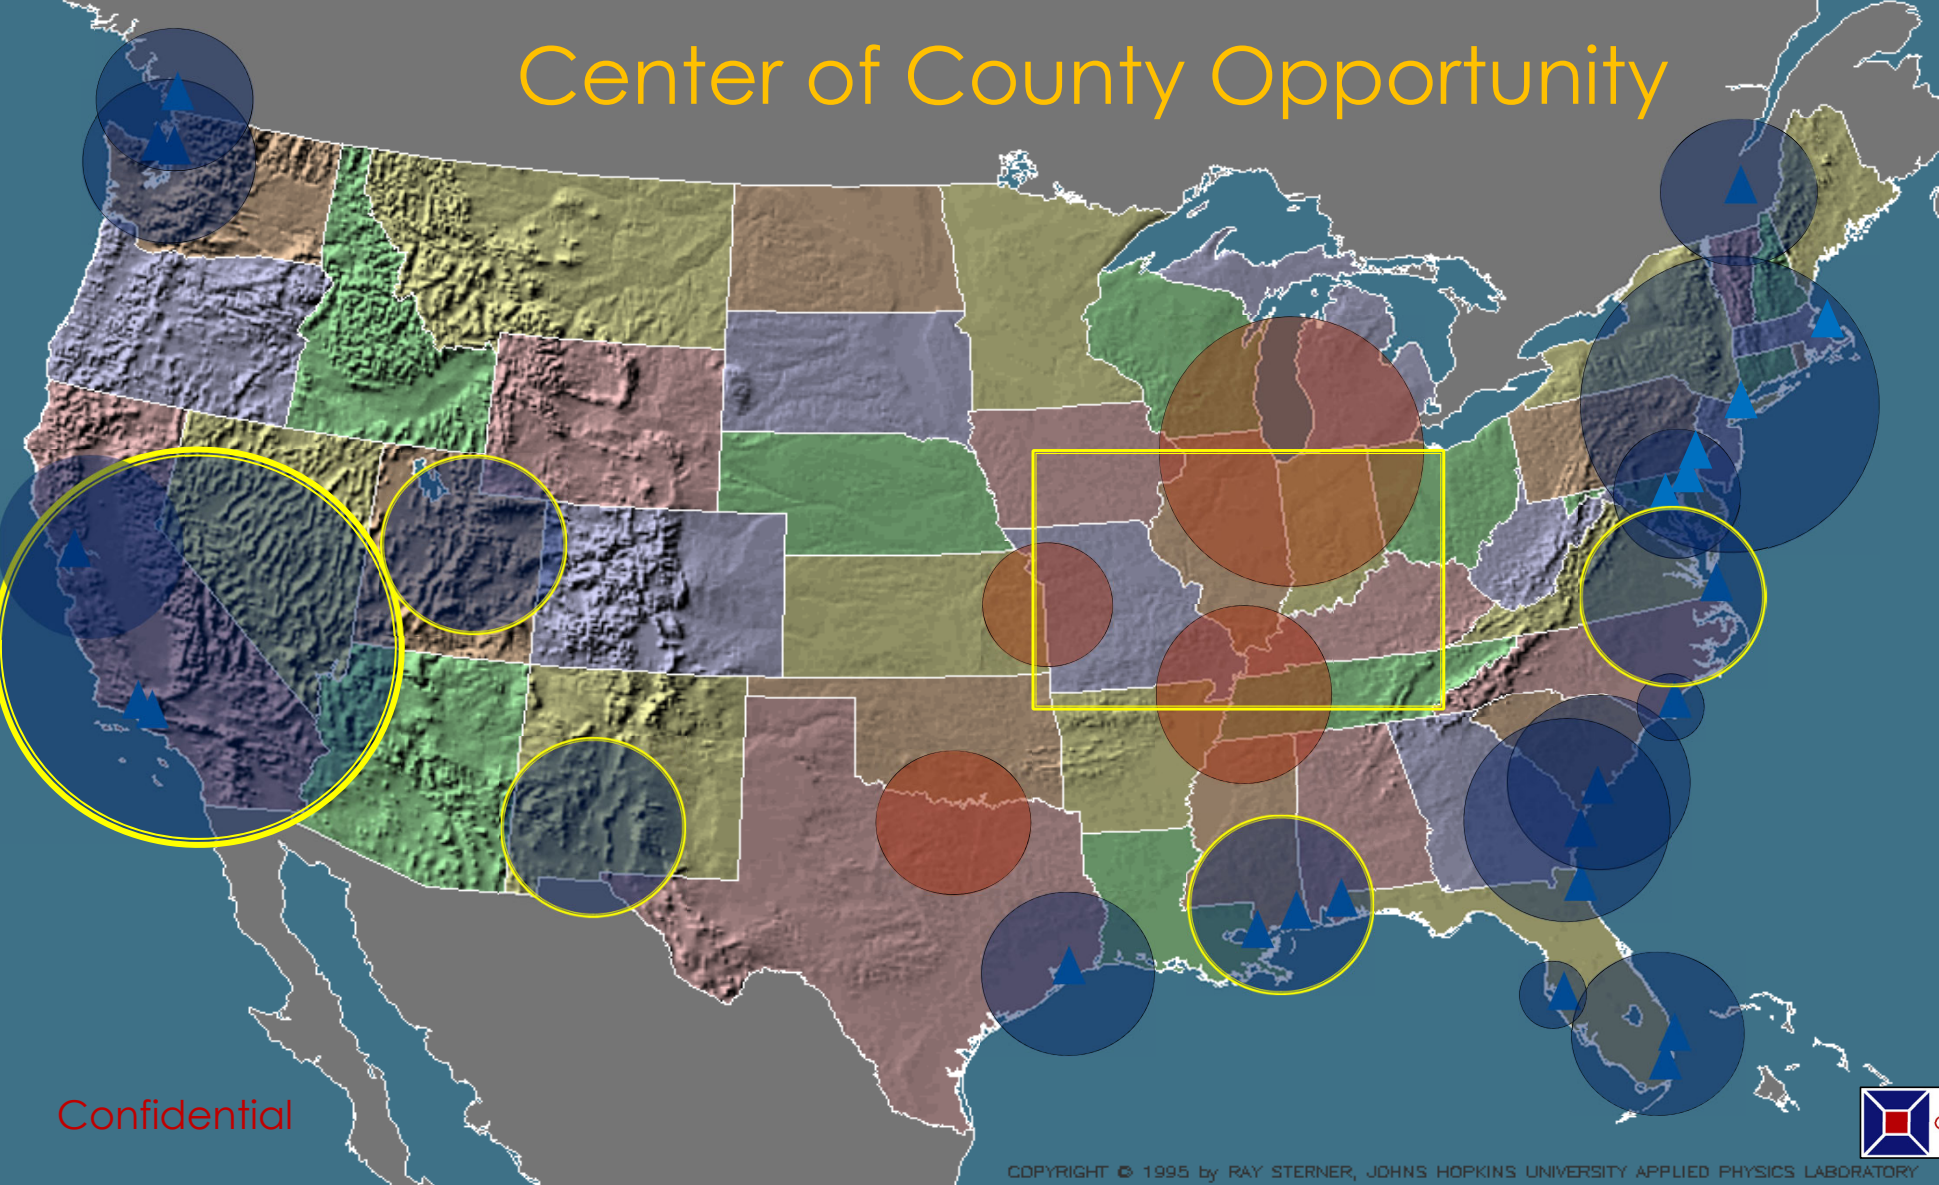 Center of County Opportunity
Confidential
COPYRIGHT © 1995 by RAY STERNER, JOHNS HOPKINS UNIVERSITY APPLIED PHYSICS LABORATORY